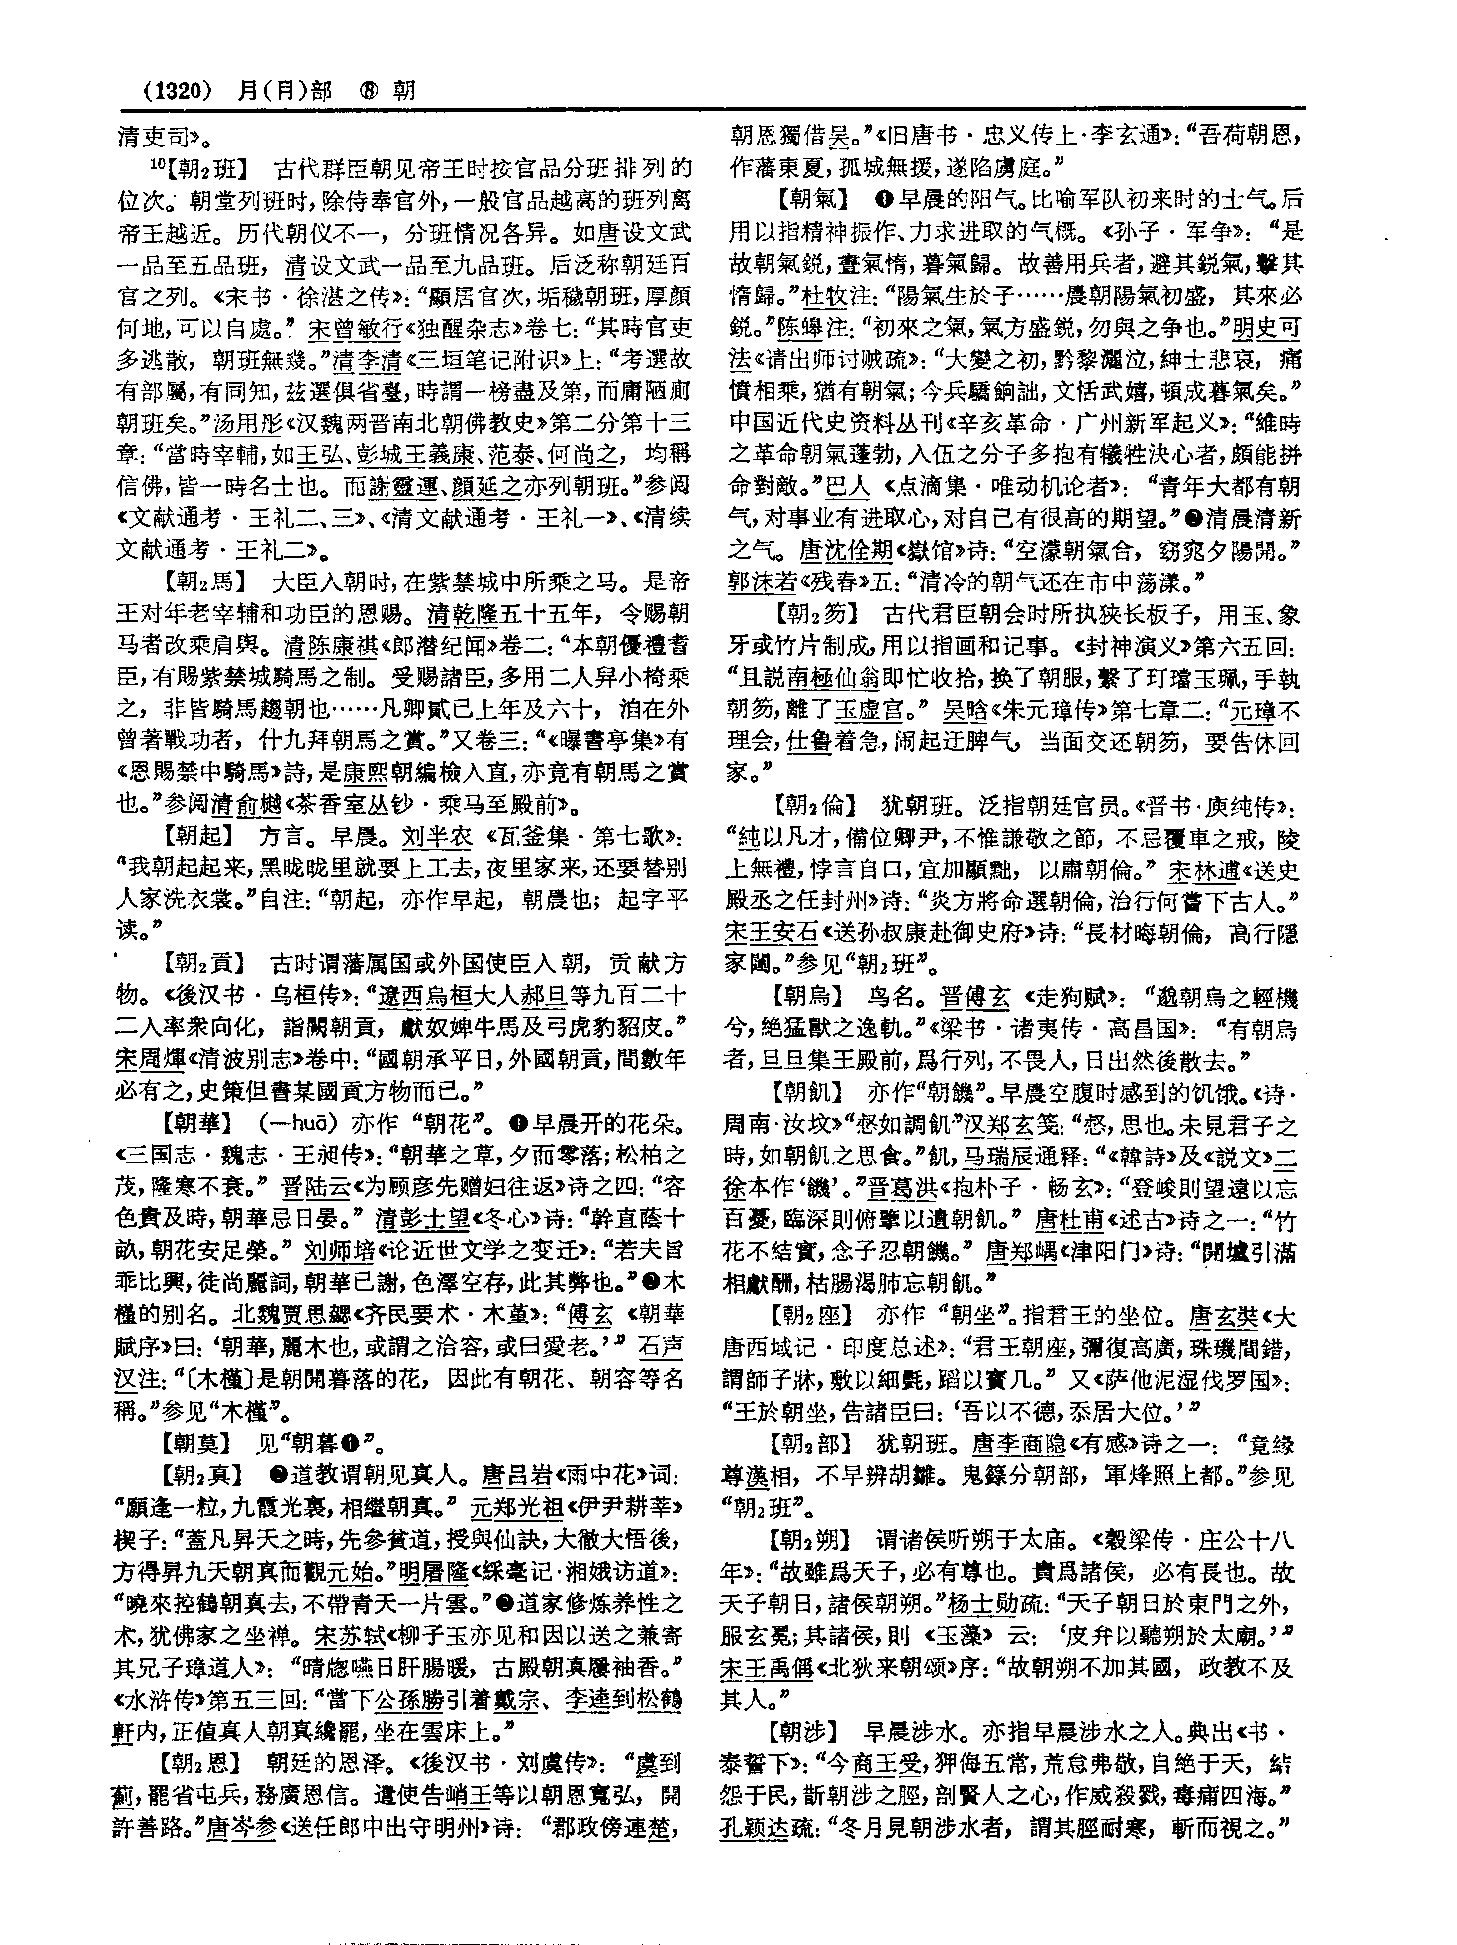 (1320) 月(月)部 ⑧ 朝
清吏司》。
10【朝₂班】 古代群臣朝见帝王时按官品分班排列的
位次。朝堂列班时,除侍奉官外,一般官品越高的班列离
帝王越近。历代朝仪不一,分班情况各异。如唐设文武
一品至五品班,清设文武一品至九品班。后泛称朝廷百
官之列。《宋书·徐湛之传》:“顯居官次,垢穢朝班,厚顔
何地,可以自處。”宋曾敏行《独醒杂志》卷七:“其時官吏
多逃散,朝班無幾。”清李清《三垣笔记附识》上:“考選故
有部屬,有同知,兹選俱省臺,時謂一榜盡及第,而庸陋廁
朝班矣。”汤用彤《汉魏两晋南北朝佛教史》第二分第十三
章:“當時宰輔,如王弘、彭城王義康、范泰、何尚之,均稱
信佛,皆一時名士也。而謝靈運、顔延之亦列朝班。”参阅
《文献通考·王礼二、三》、《清文献通考·王礼一》、《清续
文献通考·王礼二》。
【朝₂馬】 大臣入朝时,在紫禁城中所乘之马。是帝
王对年老宰辅和功臣的恩赐。清乾隆五十五年,令赐朝
马者改乘肩舆。清陈康祺《郎潜纪闻》卷二:“本朝優禮耆
臣,有賜紫禁城騎馬之制。受賜諸臣,多用二人舁小椅乘
之,非皆騎馬趨朝也……凡卿貳已上年及六十,洎在外
曾著戰功者,什九拜朝馬之賞。”又卷三:“《曝書亭集》有
《恩賜禁中騎馬》詩,是康熙朝編檢入直,亦竟有朝馬之賞
也。”参阅清俞樾《茶香室丛钞·乘马至殿前》。
【朝起】 方言。早晨。刘半农《瓦釜集·第七歌》:
“我朝起起来,黑咙咙里就要上工去,夜里家来,还要替别
人家洗衣裳。”自注:“朝起,亦作早起,朝晨也;起字平
读。”
【朝₂貢】 古时谓藩属国或外国使臣入朝,贡献方
物。《後汉书·乌桓传》:“遼西烏桓大人郝旦等九百二十
二人率衆向化,詣闕朝貢,獻奴婢牛馬及弓虎豹貂皮。”
宋周煇《清波别志》卷中:“國朝承平日,外國朝貢,間數年
必有之,史策但書某國貢方物而已。”
【朝華】 (—huā)亦作“朝花”。❶早晨开的花朵。
《三国志·魏志·王昶传》:“朝華之草,夕而零落;松柏之
茂,隆寒不衰。”晋陆云《为顾彦先赠妇往返》诗之四:“容
色貴及時,朝華忌日晏。”清彭士望《冬心》诗:“幹直蔭十
畝,朝花安足榮。”刘师培《论近世文学之变迁》:“若夫旨
乖比興,徒尚麗詞,朝華已謝,色澤空存,此其弊也。”❷木
槿的别名。北魏贾思勰《齐民要术·木堇》:“傅玄《朝華
賦序》曰:‘朝華,麗木也,或謂之洽容,或曰愛老。’”石声
汉注:“〔木槿〕是朝開暮落的花,因此有朝花、朝容等名
稱。”参见“木槿”。
【朝莫】 见“朝暮❶”。
【朝₂真】 ❶道教谓朝见真人。唐吕岩《雨中花》词:
“願逢一粒,九霞光裏,相繼朝真。”元郑光祖《伊尹耕莘》
楔子:“蓋凡昇天之時,先參貧道,授與仙訣,大徹大悟後,
方得昇九天朝真而觀元始。”明屠隆《綵毫记·湘娥访道》:
“曉來控鶴朝真去,不帶青天一片雲。”❷道家修炼养性之
术,犹佛家之坐禅。宋苏轼《柳子玉亦见和因以送之兼寄
其兄子璋道人》:“晴窗嚥日肝腸暖,古殿朝真屨袖香。”
《水浒传》第五三回:“當下公孫勝引着戴宗、李逵到松鶴
軒内,正值真人朝真纔罷,坐在雲床上。”
【朝₂恩】 朝廷的恩泽。《後汉书·刘虞传》:“虞到
薊,罷省屯兵,務廣恩信。遣使告峭王等以朝恩寬弘,開
許善路。”唐岑参《送任郎中出守明州》诗:“郡政傍連楚,
朝恩獨借吴。”《旧唐书·忠义传上·李玄通》:“吾荷朝恩,
作藩東夏,孤城無援,遂陷虜庭。”
【朝氣】 ❶早晨的阳气。比喻军队初来时的士气。后
用以指精神振作、力求进取的气概。《孙子·军争》:“是
故朝氣鋭,晝氣惰,暮氣歸。故善用兵者,避其鋭氣,擊其
惰歸。”杜牧注:“陽氣生於子……晨朝陽氣初盛,其來必
鋭。”陈皞注:“初來之氣,氣方盛鋭,勿與之争也。”明史可
法《请出师讨贼疏》:“大變之初,黔黎灑泣,紳士悲哀,痛
憤相乘,猶有朝氣;今兵驕餉詘,文恬武嬉,頓成暮氣矣。”
中国近代史资料丛刊《辛亥革命·广州新军起义》:“維時
之革命朝氣蓬勃,入伍之分子多抱有犧牲決心者,頗能拼
命對敵。”巴人《点滴集·唯动机论者》:“青年大都有朝
气,对事业有进取心,对自己有很高的期望。”❷清晨清新
之气。唐沈佺期《嶽馆》诗:“空濛朝氣合,窈窕夕陽開。”
郭沫若《残春》五:“清冷的朝气还在市中荡漾。”
【朝₂笏】 古代君臣朝会时所执狭长板子,用玉、象
牙或竹片制成,用以指画和记事。《封神演义》第六五回:
“且説南極仙翁即忙收拾,换了朝服,繫了玎璫玉珮,手執
朝笏,離了玉虚宫。”吴晗《朱元璋传》第七章二:“元璋不
理会,仕鲁着急,闹起迂脾气,当面交还朝笏,要告休回
家。”
【朝₂倫】 犹朝班。泛指朝廷官员。《晋书·庾纯传》:
“純以凡才,備位卿尹,不惟謙敬之節,不忌覆車之戒,陵
上無禮,悖言自口,宜加顯黜,以肅朝倫。”宋林逋《送史
殿丞之任封州》诗:“炎方將命選朝倫,治行何嘗下古人。”
宋王安石《送孙叔康赴御史府》诗:“長材晦朝倫,高行隱
家閫。”参见“朝₂班”。
【朝烏】 鸟名。晋傅玄《走狗赋》:“邈朝烏之輕機
兮,絶猛獸之逸軌。”《梁书·诸夷传·高昌国》:“有朝烏
者,旦旦集王殿前,爲行列,不畏人,日出然後散去。”
【朝飢】 亦作“朝饑”。早晨空腹时感到的饥饿。《诗·
周南·汝坟》“惄如調飢”汉郑玄笺:“惄,思也。未見君子之
時,如朝飢之思食。”飢,马瑞辰通释:“《韓詩》及《説文》二
徐本作‘饑’。”晋葛洪《抱朴子·畅玄》:“登峻則望遠以忘
百憂,臨深則俯擥以遺朝飢。”唐杜甫《述古》诗之一:“竹
花不结實,念子忍朝饑。”唐郑嵎《津阳门》诗:“開壚引滿
相獻酬,枯腸渴肺忘朝飢。”
【朝₂座】 亦作“朝坐”。指君王的坐位。唐玄奘《大
唐西域记·印度总述》:“君王朝座,彌復高廣,珠璣間錯,
謂師子牀,敷以細㲲,蹈以寶几。”又《萨他泥湿伐罗国》:
“王於朝坐,告諸臣曰:‘吾以不德,忝居大位。’”
【朝₂部】 犹朝班。唐李商隐《有感》诗之一:“竟缘
尊漢相,不早辨胡雛。鬼籙分朝部,軍烽照上都。”参见
“朝₂班”。
【朝₂朔】 谓诸侯听朔于太庙。《穀梁传·庄公十八
年》:“故雖爲天子,必有尊也。貴爲諸侯,必有長也。故
天子朝日,諸侯朝朔。”杨士勋疏:“天子朝日於東門之外,
服玄冕;其諸侯,則《玉藻》云:‘皮弁以聽朔於太廟。’”
宋王禹偁《北狄来朝颂》序:“故朝朔不加其國,政教不及
其人。”
【朝涉】 早晨涉水。亦指早晨涉水之人。典出《书·
泰誓下》:“今商王受,狎侮五常,荒怠弗敬,自絶于天,結
怨于民,斮朝涉之脛,剖賢人之心,作威殺戮,毒痡四海。”
孔颖达疏:“冬月見朝涉水者,謂其脛耐寒,斬而視之。”